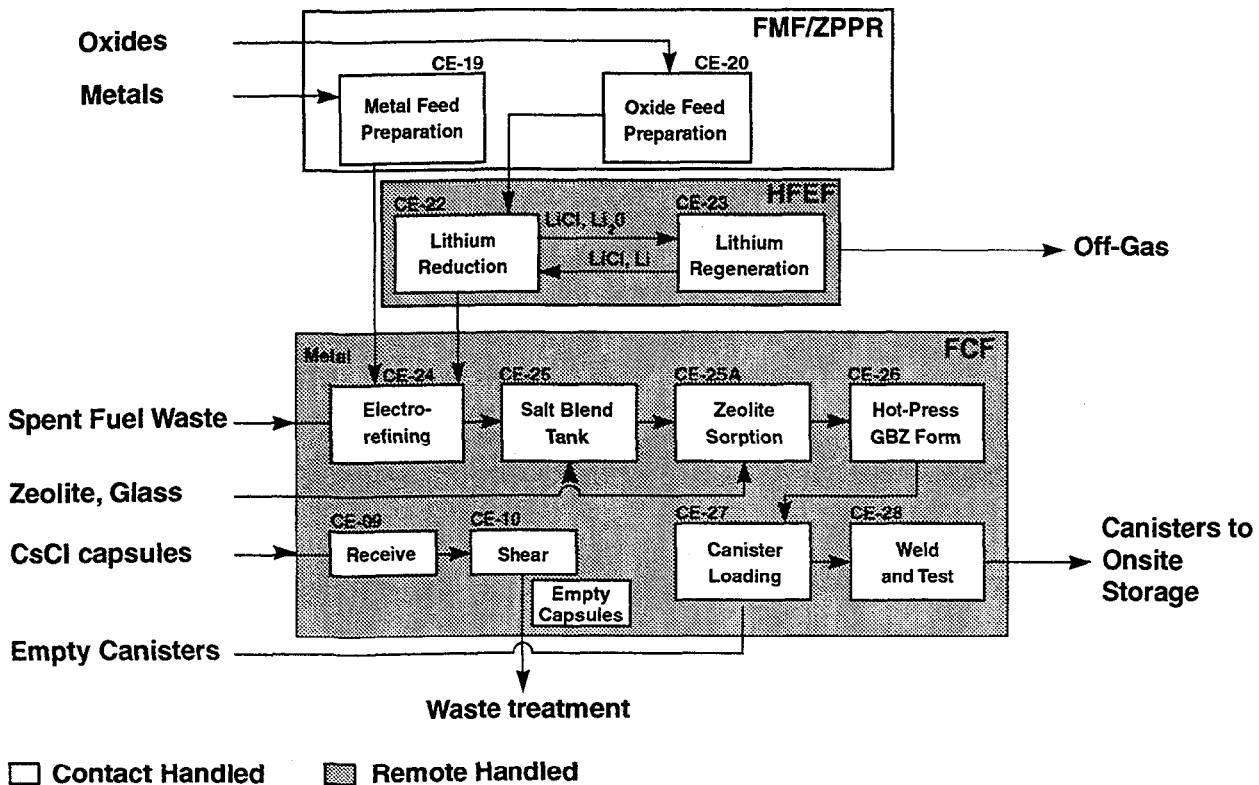 FMF/ZPPR
Oxides
CE-19
CE-20
Metals
Metal Feed
Preparation
Oxide Feed
Preparation
HFEF
CE-22
CE-23
LiCl, Li₂0
Lithium
Reduction
LiCl, Li
Lithium
Regeneration
Off-Gas
FCF
Metal
CE-24
CE-25
CE-25A
CE-26
Spent Fuel Waste
Electro-
refining
Salt Blend
Tank
Zeolite
Sorption
Hot-Press
GBZ Form
Zeolite, Glass
CE-09
CE-10
CE-27
CE-28
CsCl capsules
Receive
Shear
Canister
Loading
Weld
and Test
Canisters to
Onsite
Storage
Empty
Capsules
Empty Canisters
Waste treatment
Contact Handled
Remote Handled